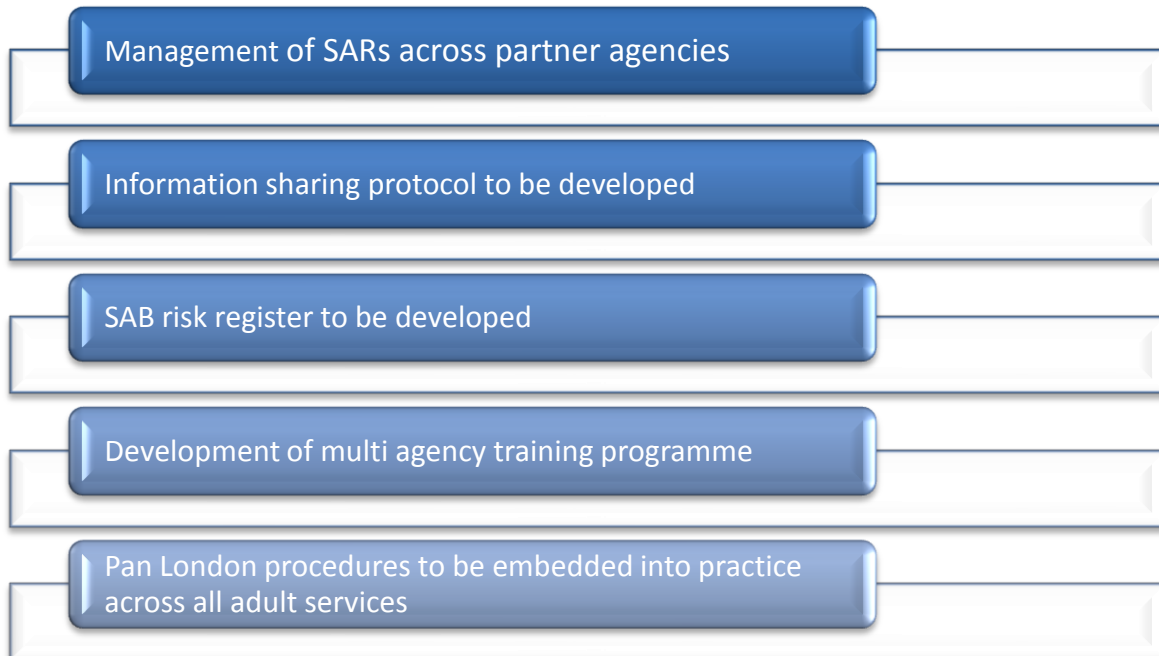 Management of SARs across partner agencies
Information sharing protocol to be developed
SAB risk register to be developed
Development of multi agency training programme
Pan London procedures to be embedded into practice
across all adult services